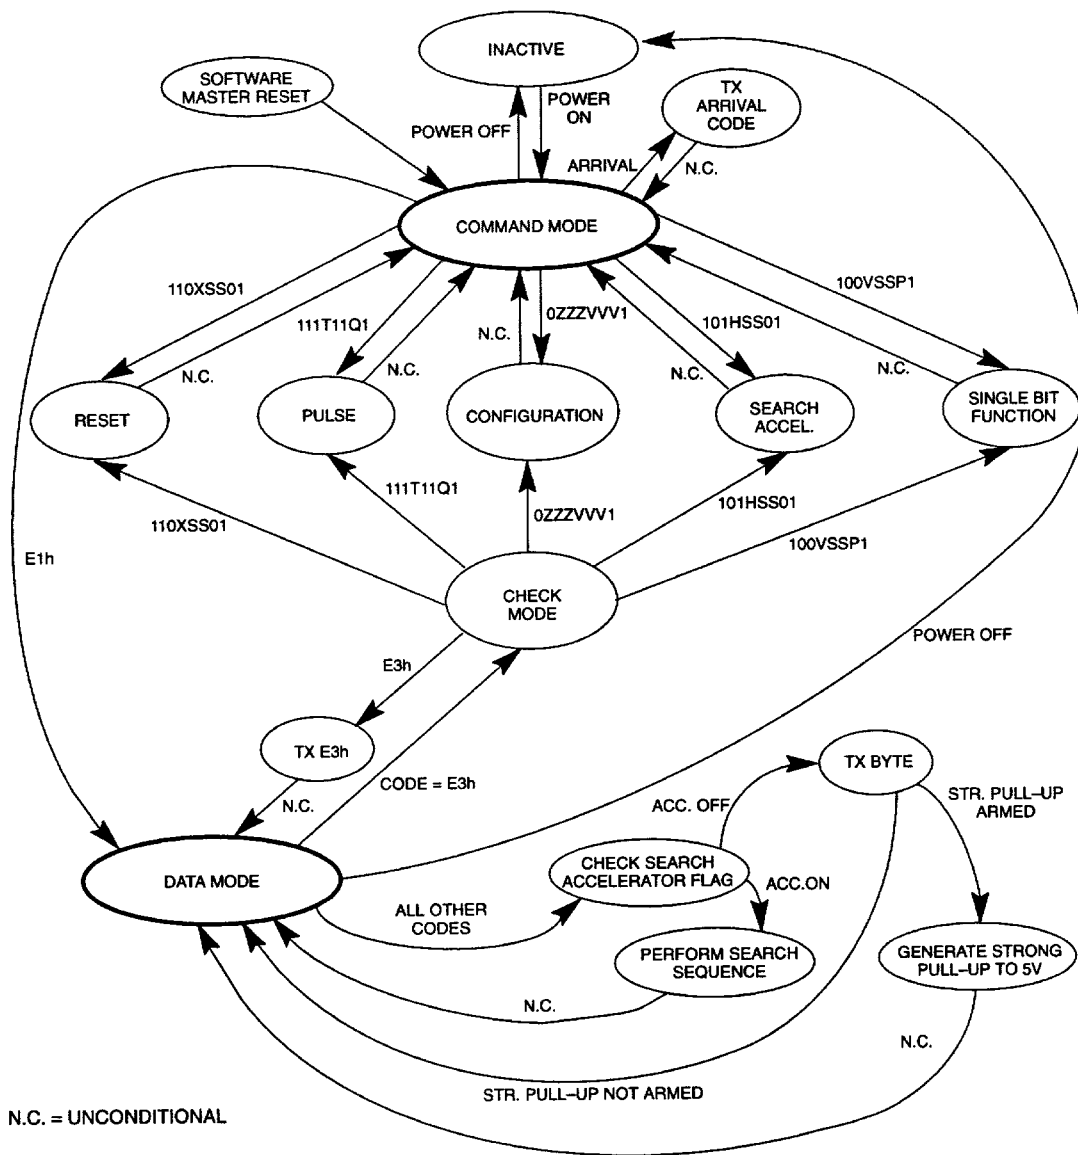 INACTIVE
SOFTWARE
MASTER RESET
TX
ARRIVAL
CODE
POWER
ON
POWER OFF
ARRIVAL
N.C.
COMMAND MODE
110XSS01
111T11Q1
N.C.
0ZZZVVV1
101HSS01
100VSSP1
N.C.
N.C.
N.C.
N.C.
RESET
PULSE
CONFIGURATION
SEARCH
ACCEL.
SINGLE BIT
FUNCTION
110XSS01
111T11Q1
0ZZZVVV1
101HSS01
100VSSP1
E1h
CHECK
MODE
POWER OFF
E3h
TX E3h
N.C.
CODE = E3h
TX BYTE
ACC. OFF
STR. PULL–UP
ARMED
DATA MODE
CHECK SEARCH
ACCELERATOR FLAG
ACC.ON
ALL OTHER
CODES
PERFORM SEARCH
SEQUENCE
GENERATE STRONG
PULL–UP TO 5V
N.C.
N.C.
STR. PULL–UP NOT ARMED
N.C. = UNCONDITIONAL